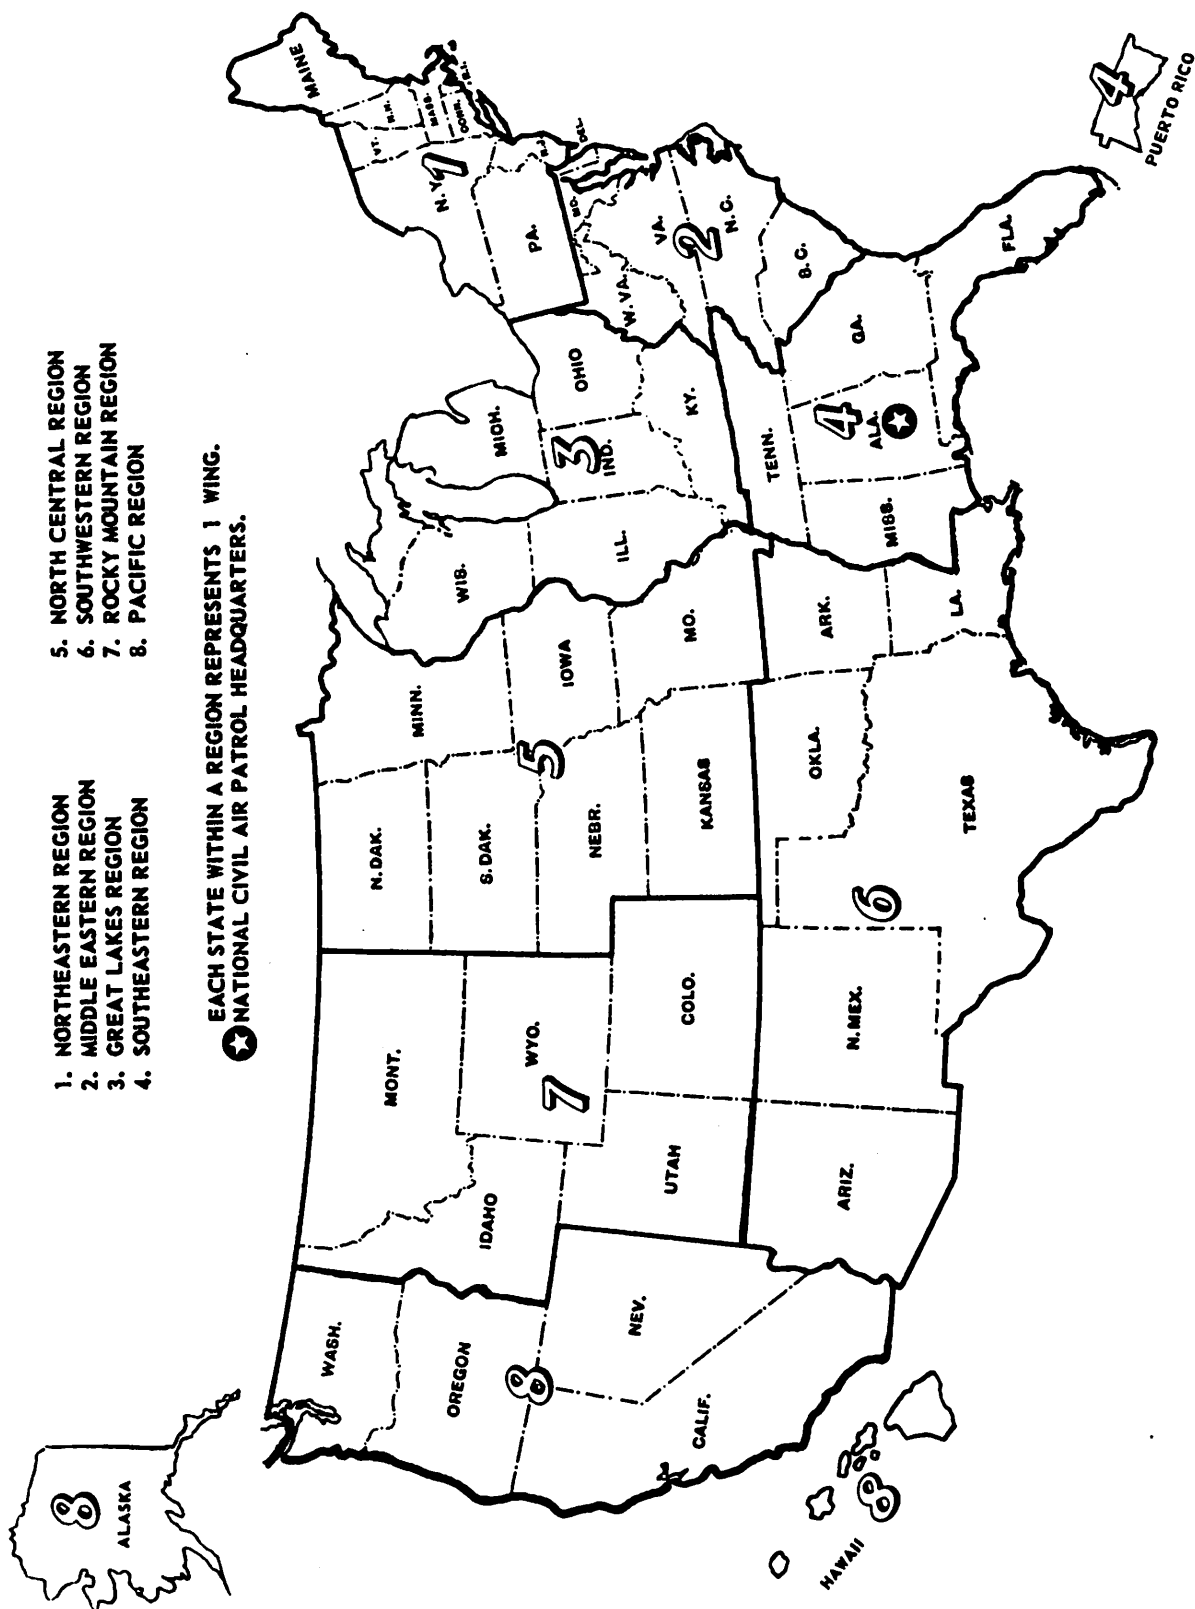 1. NORTHEASTERN REGION
2. MIDDLE EASTERN REGION
3. GREAT LAKES REGION
4. SOUTHEASTERN REGION
5. NORTH CENTRAL REGION
6. SOUTHWESTERN REGION
7. ROCKY MOUNTAIN REGION
8. PACIFIC REGION
EACH STATE WITHIN A REGION REPRESENTS 1 WING.
NATIONAL CIVIL AIR PATROL HEADQUARTERS.
8
ALASKA
WASH.
OREGON
8
CALIF.
NEV.
HAWAII
8
MONT.
IDAHO
WYO.
7
UTAH
COLO.
ARIZ.
N. MEX.
N. DAK.
S. DAK.
NEBR.
KANSAS
MINN.
5
IOWA
MO.
OKLA.
6
TEXAS
ARK.
LA.
WIS.
MICH.
ILL.
3
IND.
OHIO
KY.
TENN.
MISS.
4
ALA.
GA.
FLA.
MAINE
VT.
N.H.
MASS.
CONN.
R.I.
N.Y.
1
PA.
N.J.
DEL.
MD.
W. VA.
VA.
2
N.C.
S.C.
4
PUERTO RICO